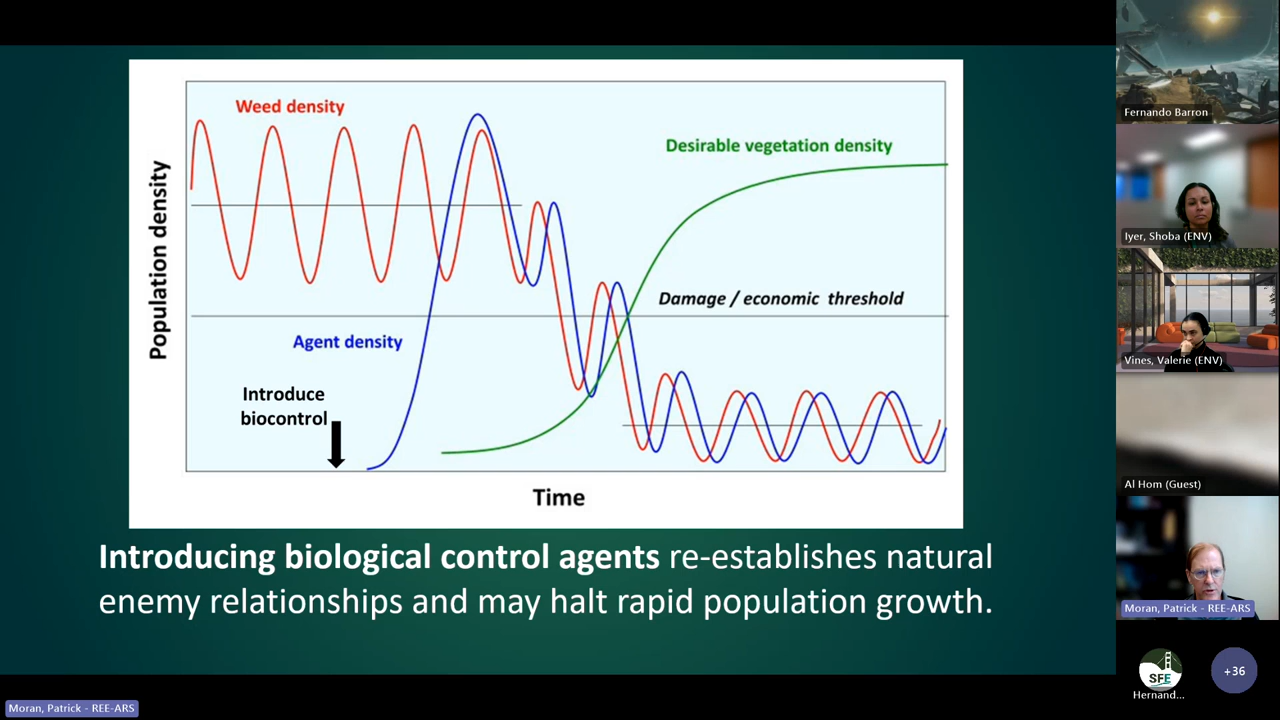 Weed density
Desirable vegetation density
Population density
Damage / economic threshold
Agent density
Introduce
biocontrol
Time
Introducing biological control agents re-establishes natural
enemy relationships and may halt rapid population growth.
Moran, Patrick - REE-ARS
Fernando Barron
Iyer, Shoba (ENV)
Vines, Valerie (ENV)
Al Hom (Guest)
Moran, Patrick - REE-ARS
SFE
Hernand...
+36